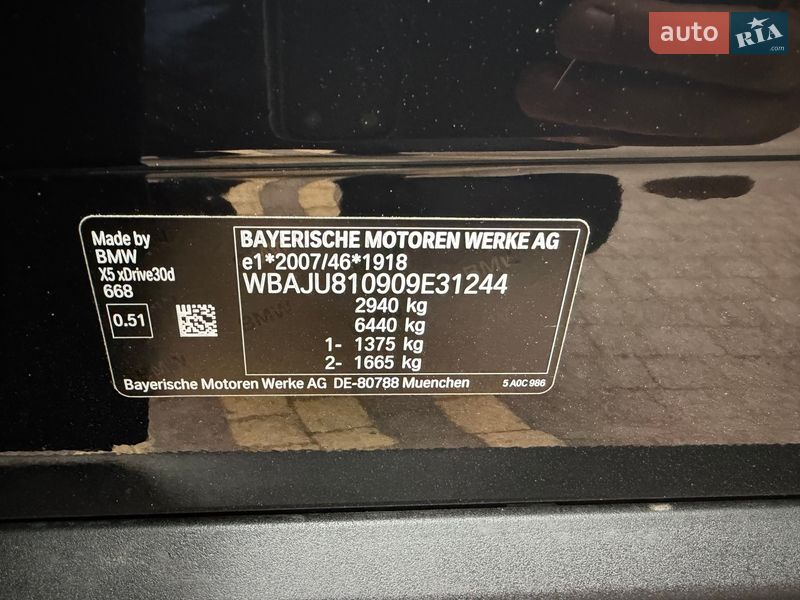 auto RIA .com
Made by
BMW
X5 xDrive30d
668
0.51
BAYERISCHE MOTOREN WERKE AG
e1*2007/46*1918
WBAJU810909E31244
2940 kg
6440 kg
1- 1375 kg
2- 1665 kg
Bayerische Motoren Werke AG DE-80788 Muenchen
5 A0C 986